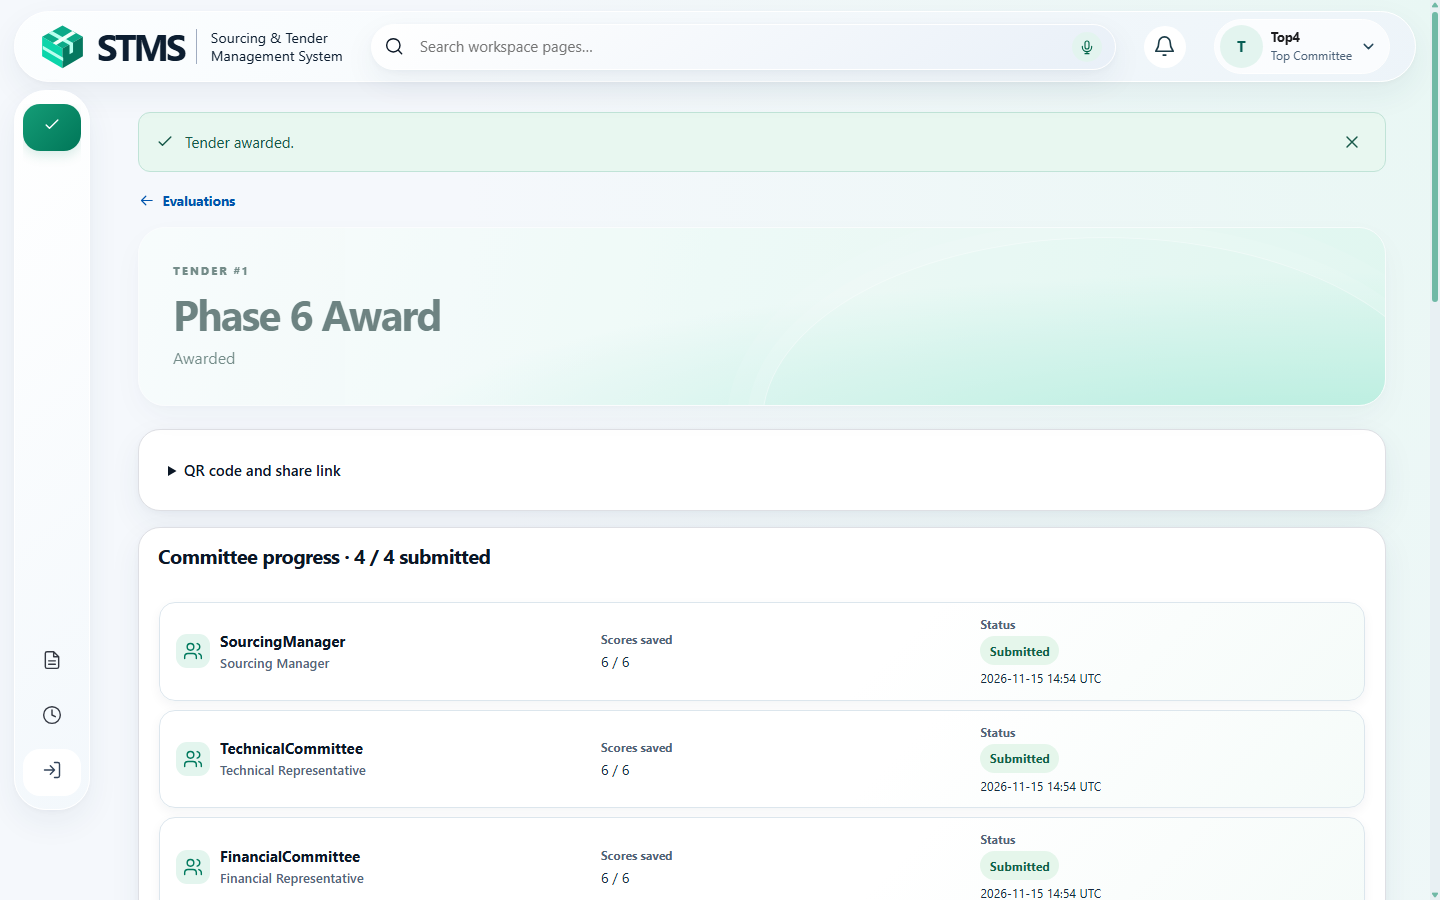 STMS
Sourcing & Tender
Management System
Search workspace pages...
T
Top4
Top Committee
Tender awarded.
Evaluations
TENDER #1
Phase 6 Award
Awarded
QR code and share link
Committee progress · 4 / 4 submitted
SourcingManager
Sourcing Manager
Scores saved
6 / 6
Status
Submitted
2026-11-15 14:54 UTC
TechnicalCommittee
Technical Representative
Scores saved
6 / 6
Status
Submitted
2026-11-15 14:54 UTC
FinancialCommittee
Financial Representative
Scores saved
6 / 6
Status
Submitted
2026-11-15 14:54 UTC